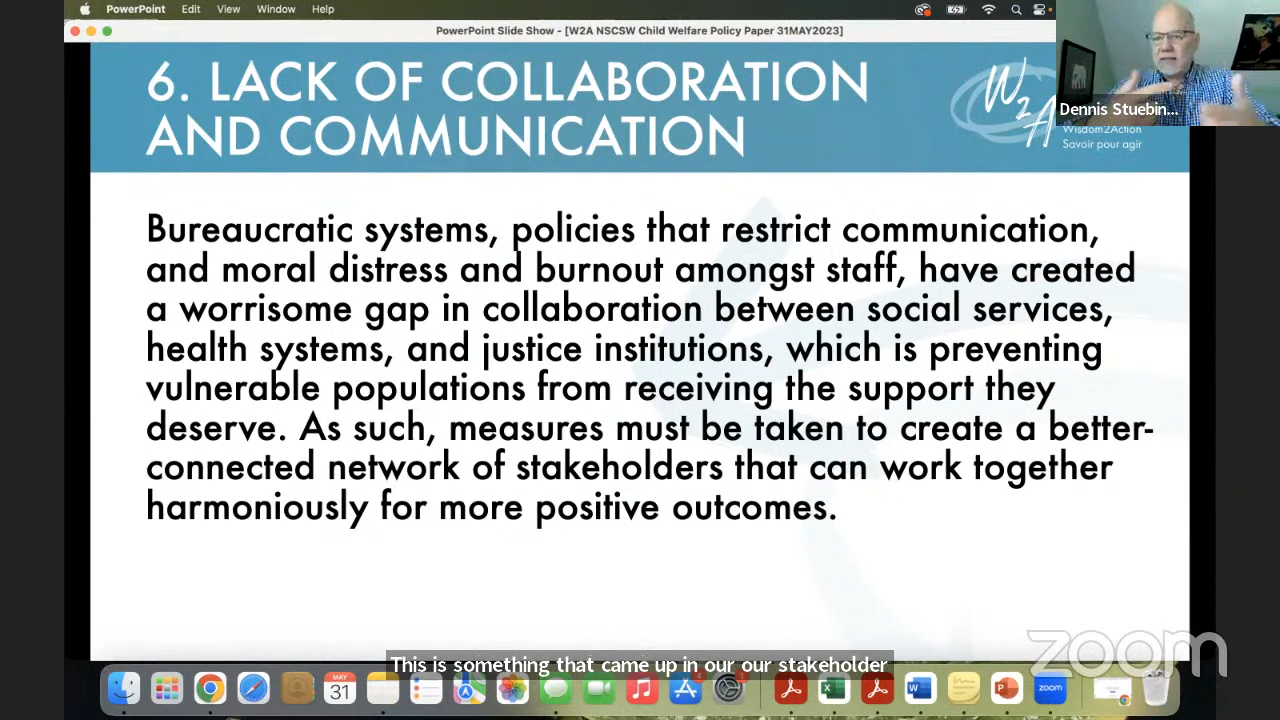 PowerPoint Edit View Window Help
PowerPoint Slide Show - [W2A NSCSW Child Welfare Policy Paper 31MAY2023]
6. LACK OF COLLABORATION
AND COMMUNICATION
W2A
Dennis Stuebin...
Wisdom2Action
Savoir pour agir
Bureaucratic systems, policies that restrict communication,
and moral distress and burnout amongst staff, have created
a worrisome gap in collaboration between social services,
health systems, and justice institutions, which is preventing
vulnerable populations from receiving the support they
deserve. As such, measures must be taken to create a better-
connected network of stakeholders that can work together
harmoniously for more positive outcomes.
zoom
This is something that came up in our our stakeholder
MAY
31
zoom